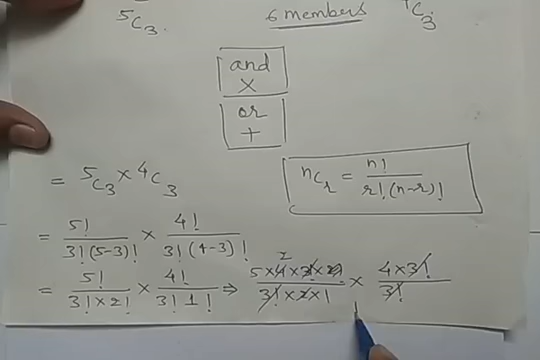 ⁵C₃ 6 members ⁴C₃
and
×
or
+
= ⁵C₃ × ⁴C₃
ⁿCᵣ = n! / r!(n-r)!
= 5! / 3!(5-3)! × 4! / 3!(4-3)!
= 5! / 3! × 2! × 4! / 3! 1! ⇒ 5 × 4 × 3! / 3! × 2 × 1 × 4 × 3! / 3!
2